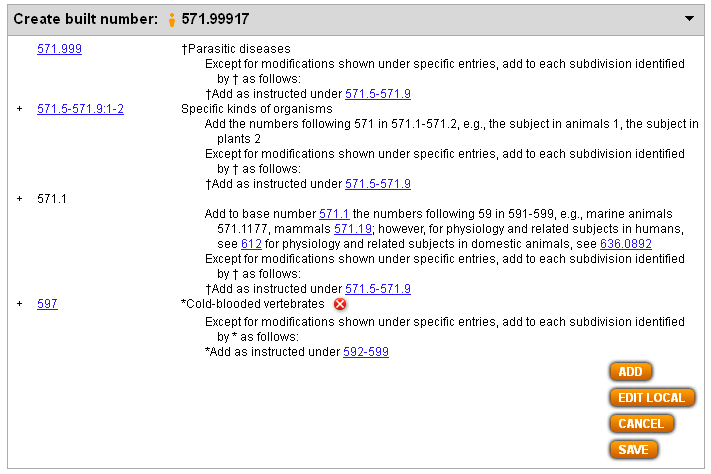 Create built number: 571.99917
571.999 †Parasitic diseases
Except for modifications shown under specific entries, add to each subdivision identified
by † as follows:
†Add as instructed under 571.5-571.9
+ 571.5-571.9:1-2 Specific kinds of organisms
Add the numbers following 571 in 571.1-571.2, e.g., the subject in animals 1, the subject in
plants 2
Except for modifications shown under specific entries, add to each subdivision identified
by † as follows:
†Add as instructed under 571.5-571.9
+ 571.1
Add to base number 571.1 the numbers following 59 in 591-599, e.g., marine animals
571.1177, mammals 571.19; however, for physiology and related subjects in humans,
see 612 for physiology and related subjects in domestic animals, see 636.0892
Except for modifications shown under specific entries, add to each subdivision identified
by † as follows:
†Add as instructed under 571.5-571.9
+ 597 *Cold-blooded vertebrates
Except for modifications shown under specific entries, add to each subdivision identified
by * as follows:
*Add as instructed under 592-599
ADD
EDIT LOCAL
CANCEL
SAVE